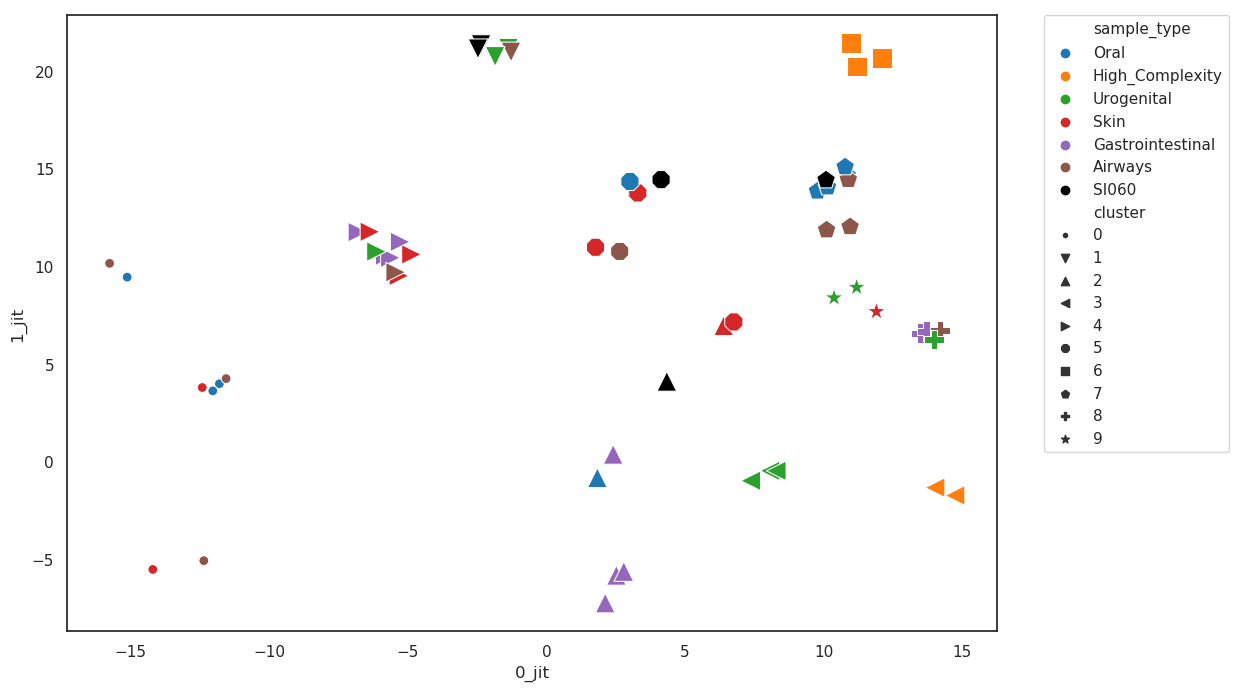 20
15
10
5
0
−5
1_jit
−15
−10
−5
0
5
10
15
0_jit
sample_type
Oral
High_Complexity
Urogenital
Skin
Gastrointestinal
Airways
SI060
cluster
0
1
2
3
4
5
6
7
8
9